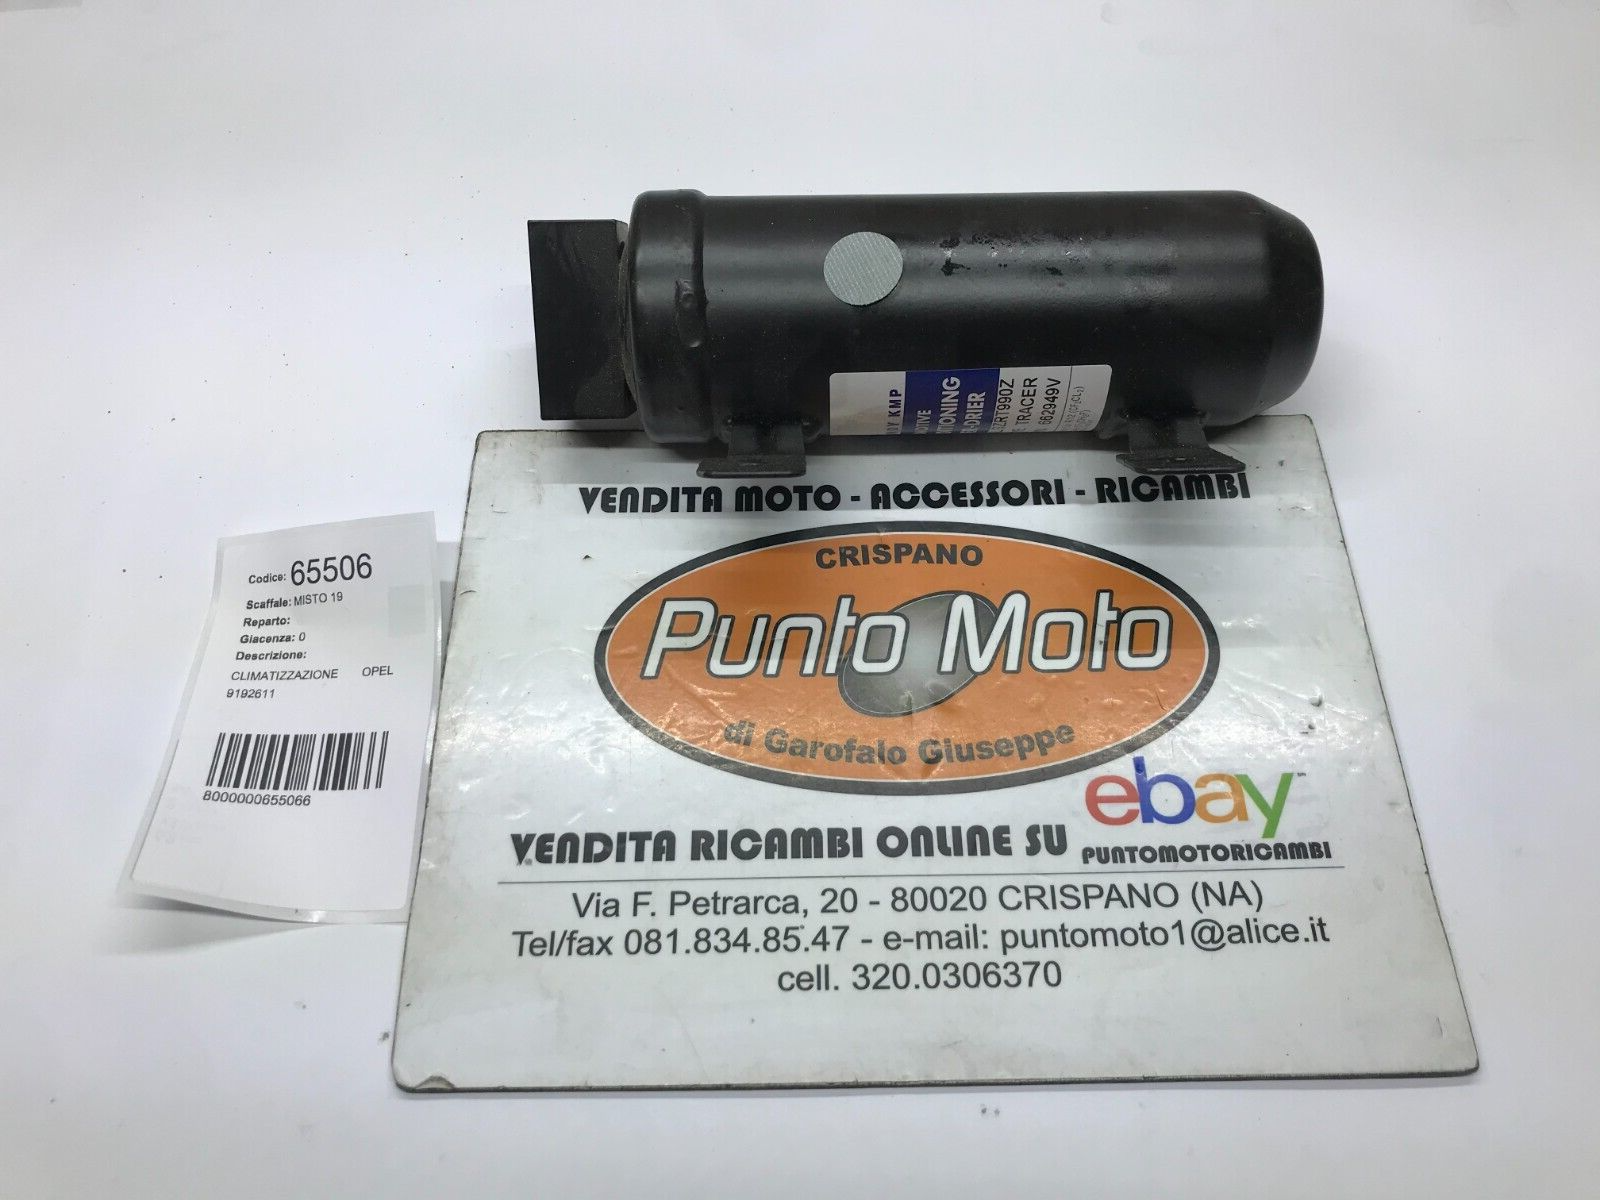 KMP
DRIER
ZRT990Z
TRACER
662949V
VENDITA MOTO - ACCESSORI - RICAMBI
CRISPANO
Punto Moto
di Garofalo Giuseppe
ebay
VENDITA RICAMBI ONLINE SU
PUNTOMOTORICAMBI
Via F. Petrarca, 20 - 80020 CRISPANO (NA)
Tel/fax 081.834.85.47 - e-mail: puntomoto1@alice.it
cell. 320.0306370
Codice: 65506
Scaffale: MISTO 19
Reparto:
Giacenza: 0
Descrizione:
CLIMATIZZAZIONE OPEL
9192611
8000000655066